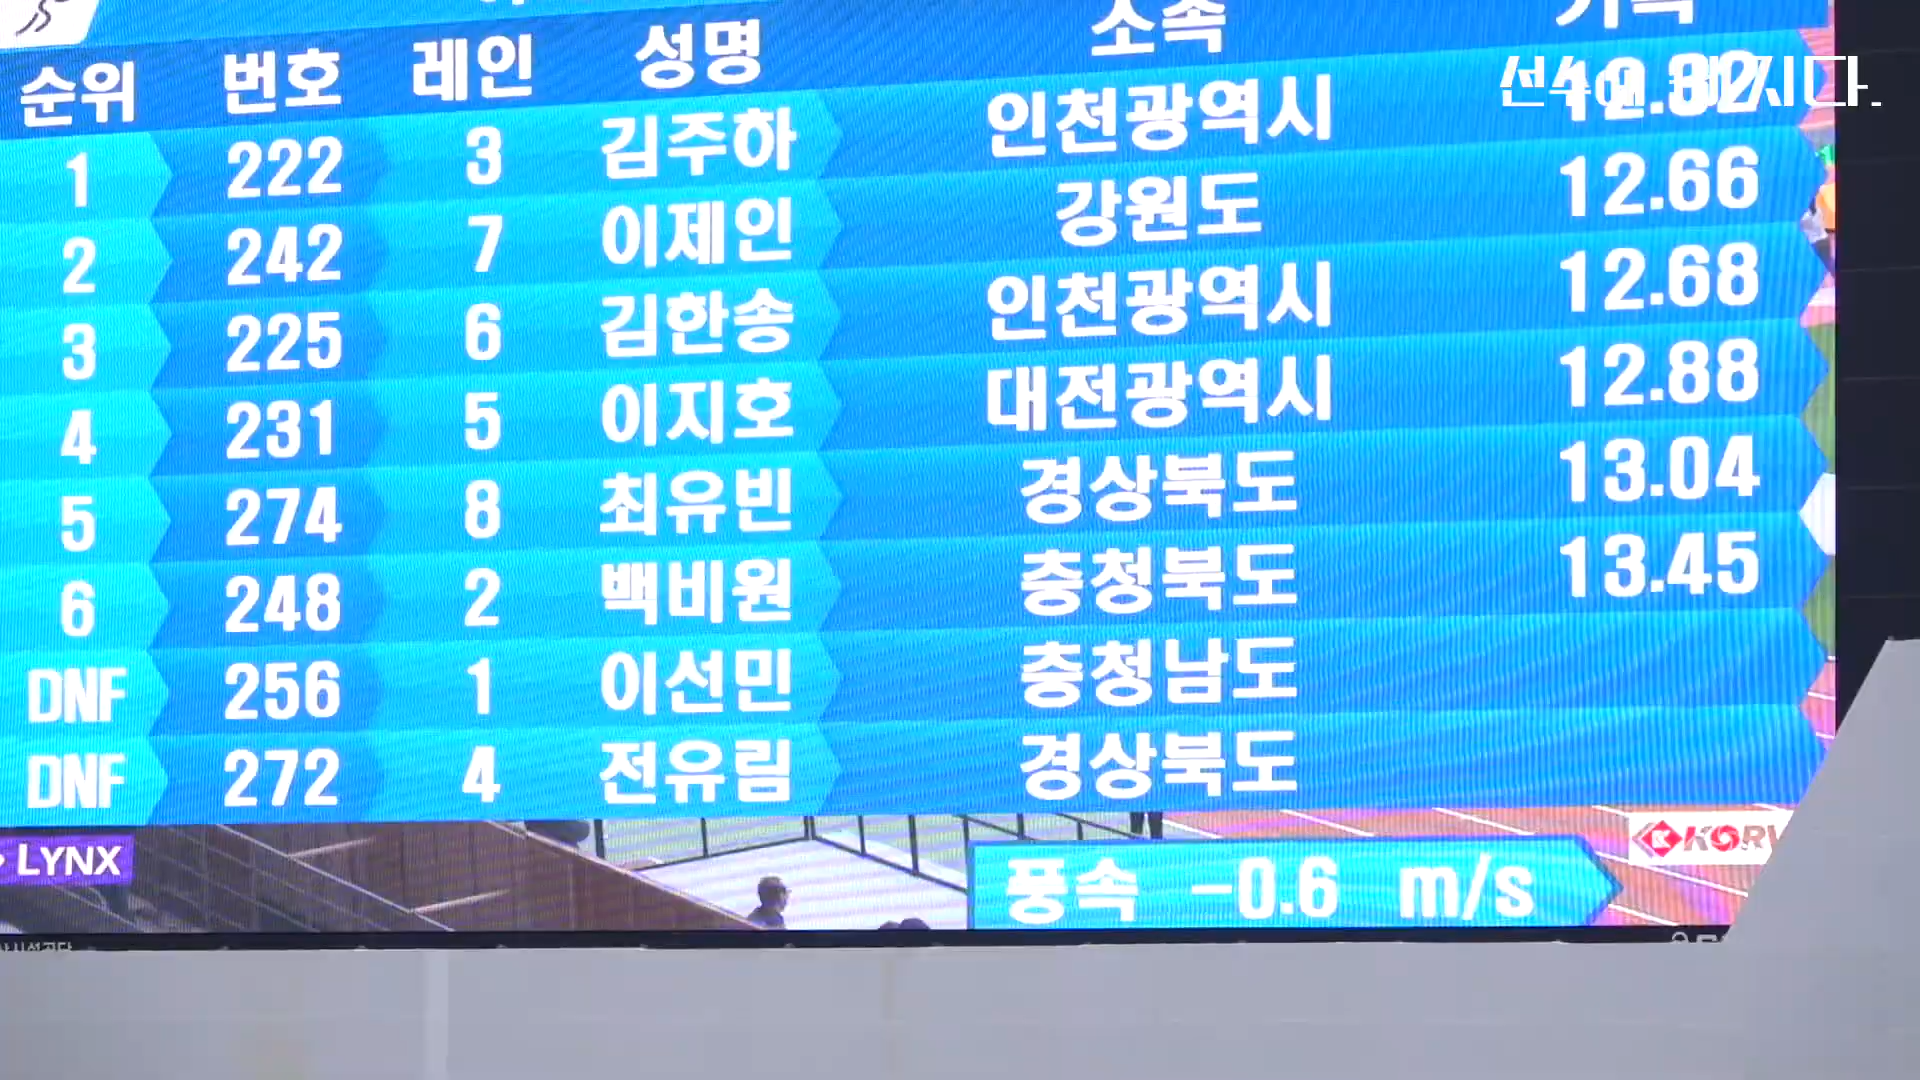 순위 번호 레인 성명 소속
1 222 3 김주하 인천광역시
2 242 7 이제인 강원도 12.66
3 225 6 김한송 인천광역시 12.68
4 231 5 이지호 대전광역시 12.88
5 274 8 최유빈 경상북도 13.04
6 248 2 백비원 충청북도 13.45
DNF 256 1 이선민 충청남도
DNF 272 4 전유림 경상북도
LYNX
풍속 -0.6 m/s